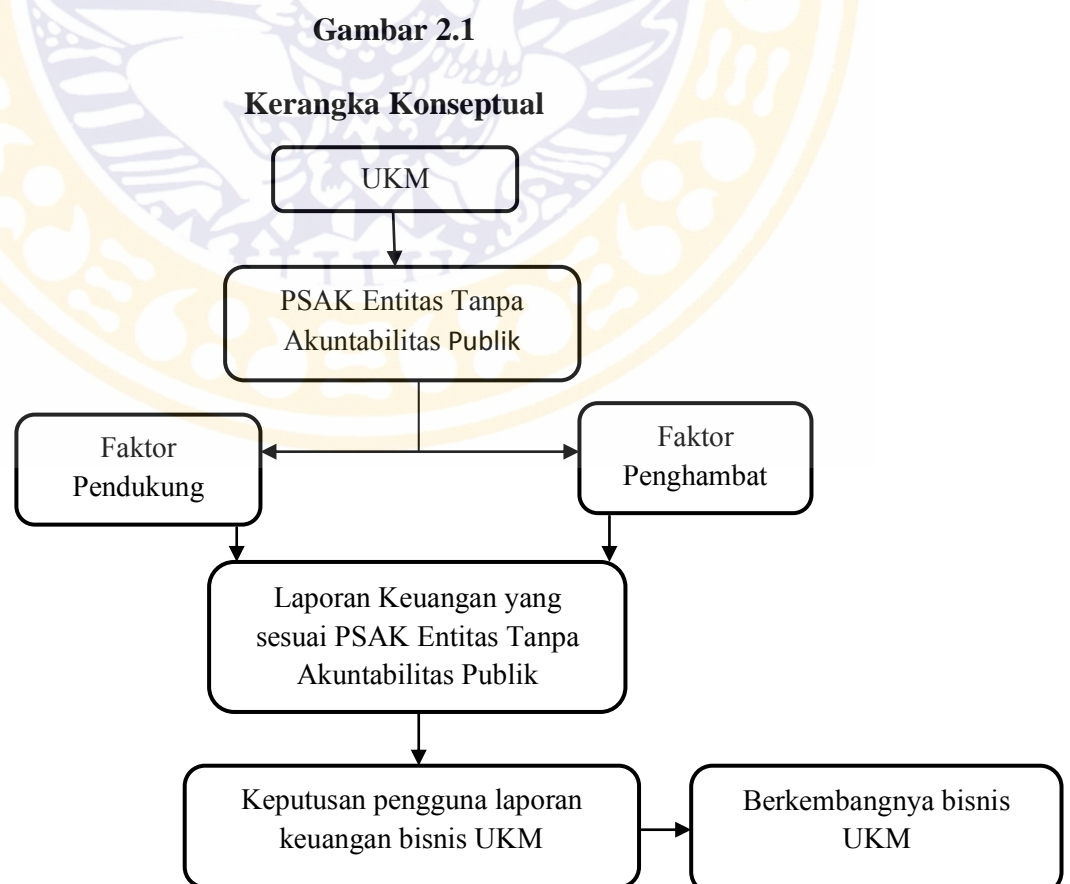 Gambar 2.1
Kerangka Konseptual
UKM
PSAK Entitas Tanpa
Akuntabilitas Publik
Faktor
Pendukung
Faktor
Penghambat
Laporan Keuangan yang
sesuai PSAK Entitas Tanpa
Akuntabilitas Publik
Keputusan pengguna laporan
keuangan bisnis UKM
Berkembangnya bisnis
UKM